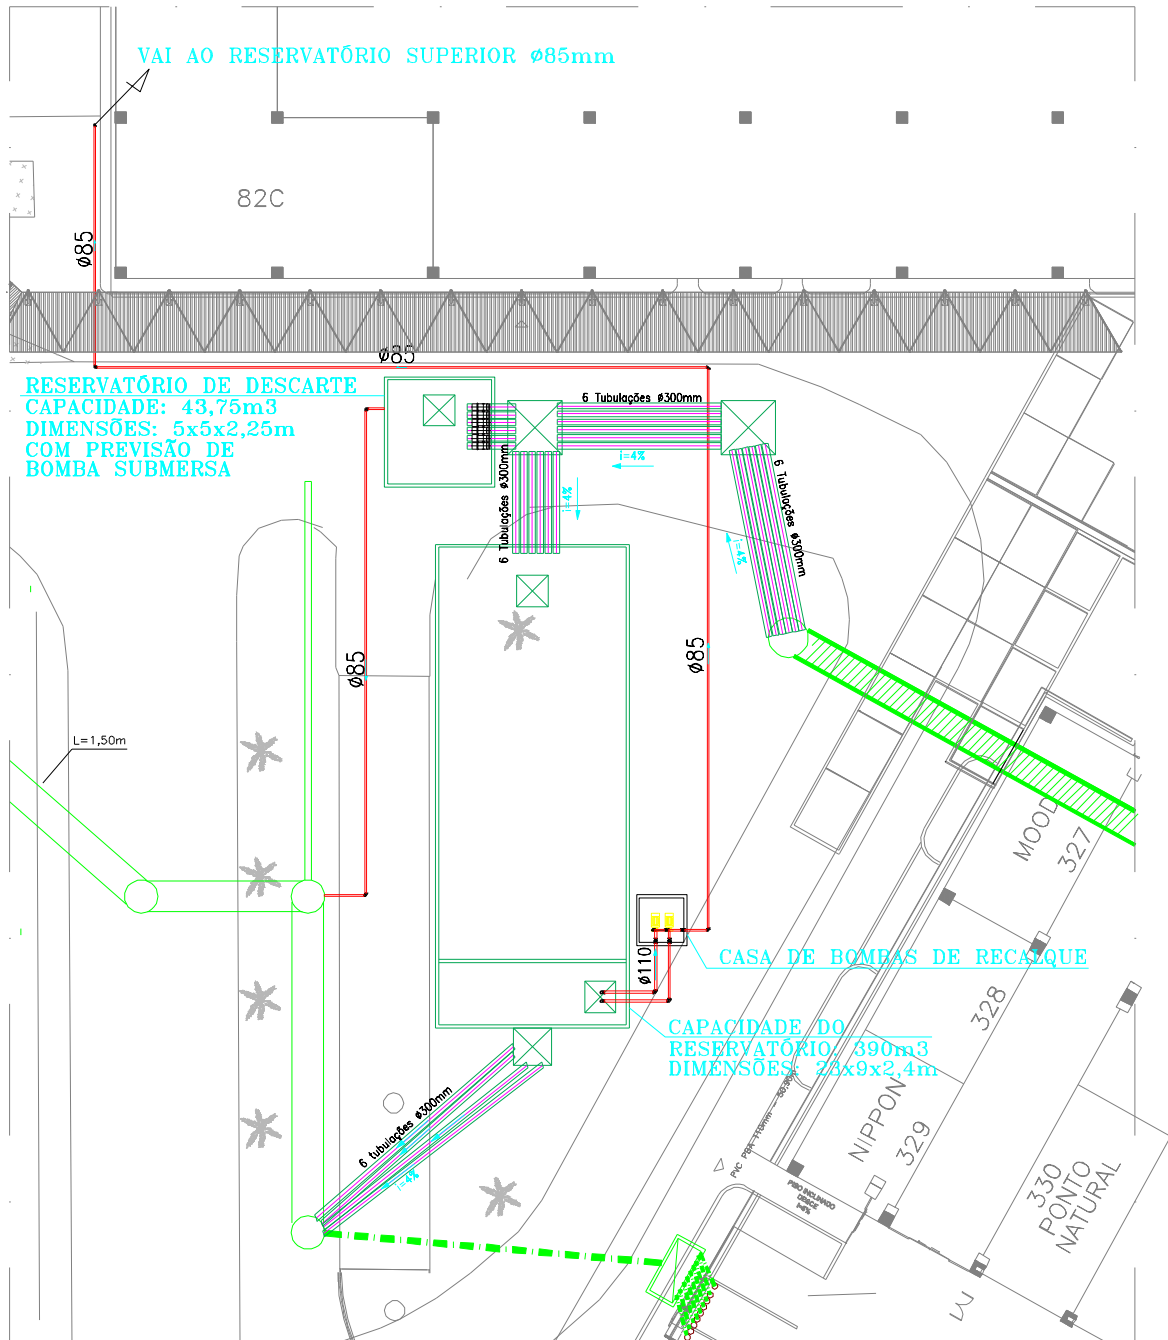 VAI AO RESERVATÓRIO SUPERIOR ø85mm
82C
ø85
ø85
RESERVATÓRIO DE DESCARTE
CAPACIDADE: 43,75m3
DIMENSÕES: 5x5x2,25m
COM PREVISÃO DE
BOMBA SUBMERSA
6 Tubulações ø300mm
i=4%
6 Tubulações ø300mm
i=4%
6 Tubulações ø300mm
i=4%
ø85
ø85
L=1,50m
MOOD
327
ø110
CASA DE BOMBAS DE RECALQUE
328
CAPACIDADE DO
RESERVATÓRIO: 390m3
DIMENSÕES: 23x9x2,4m
6 tubulações ø300mm
i=4%
NIPPON
329
PISO INCLINADO
DESCE
330
PONTO
NATURAL